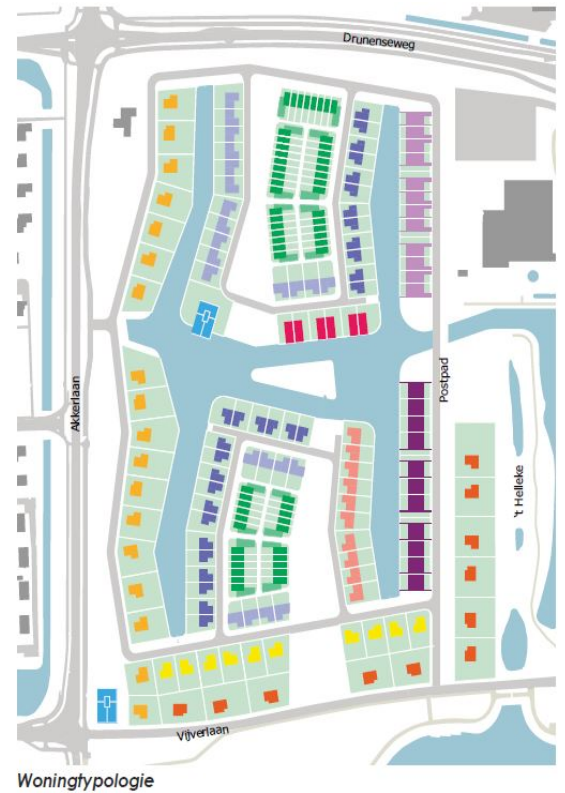 Drunenseweg
Akkerlaan
Postpad
't Helleke
Vijverlaan
Woningtypologie